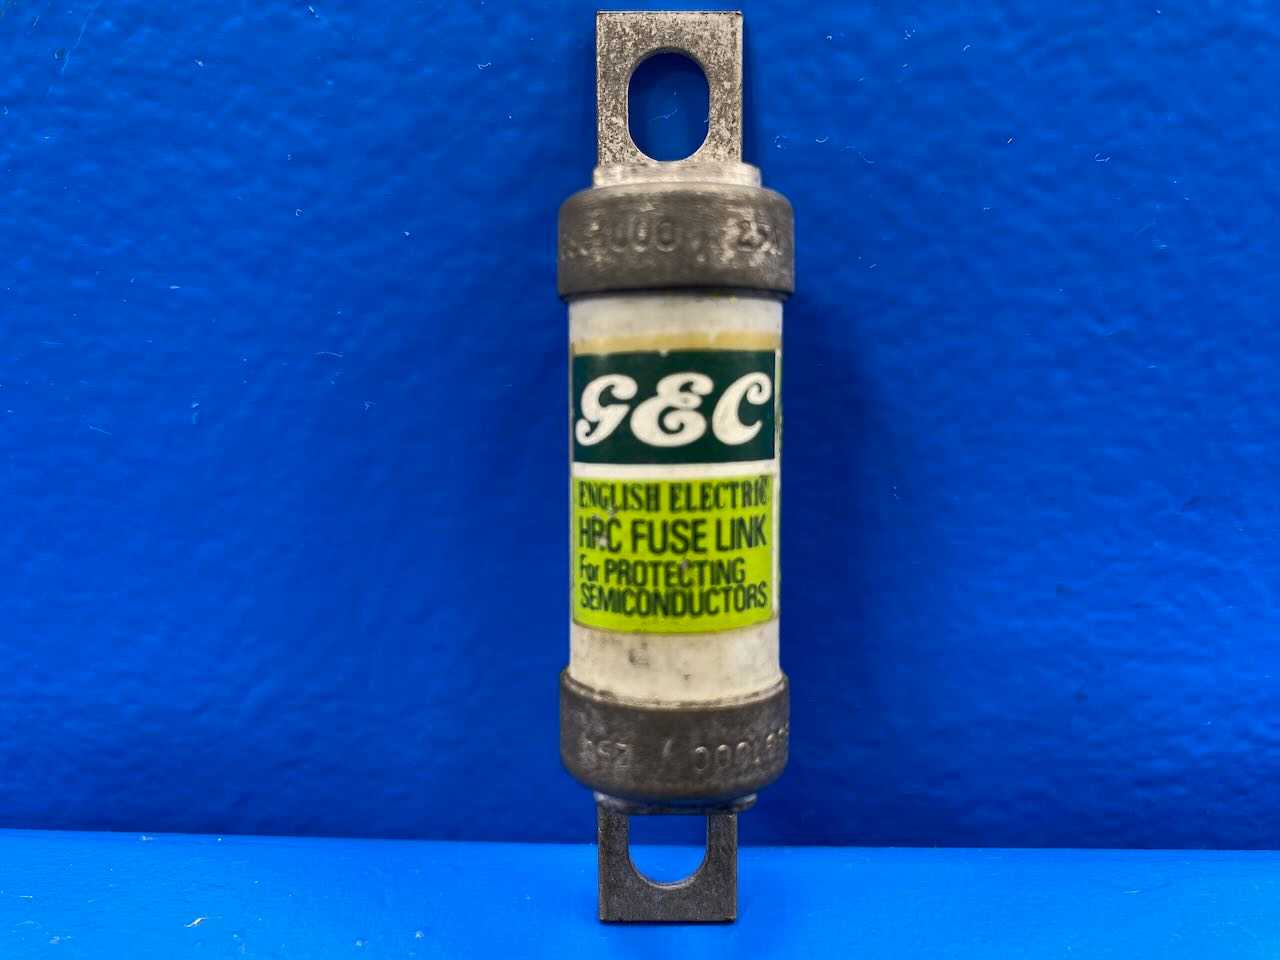 GEC
ENGLISH ELECTRIC
HRC FUSE LINK
For PROTECTING
SEMICONDUCTORS